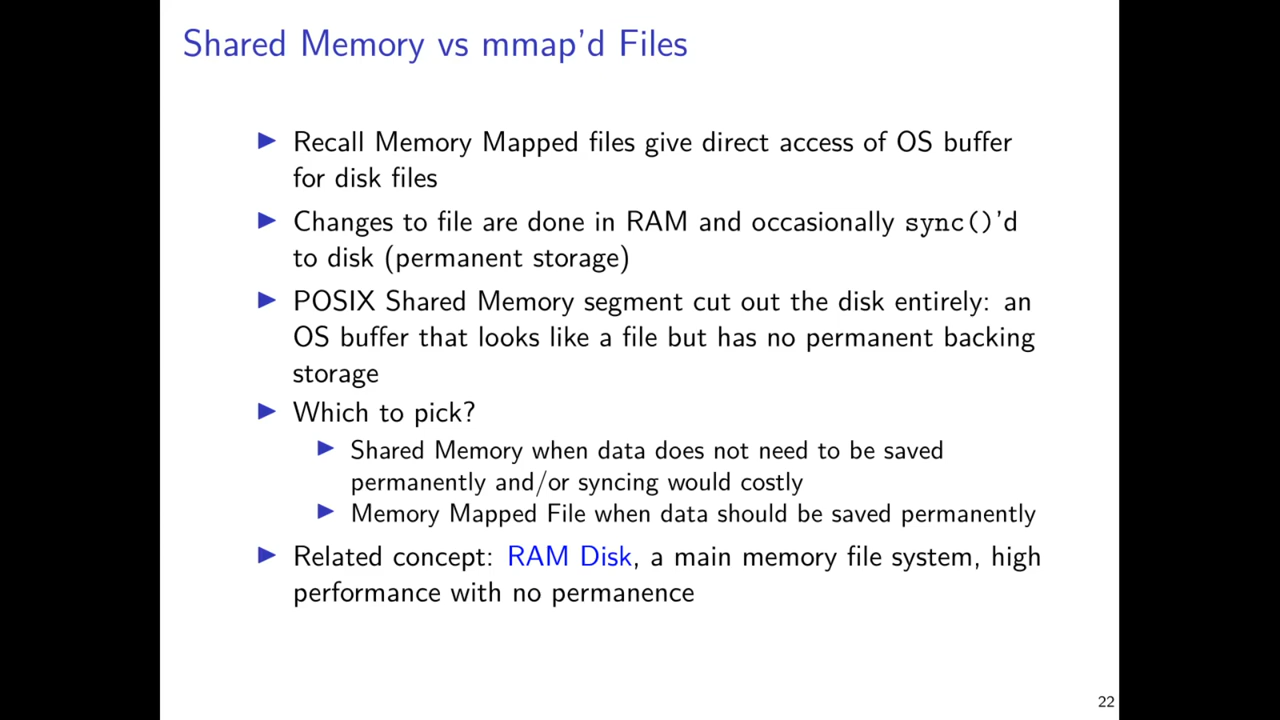 Shared Memory vs mmap'd Files
Recall Memory Mapped files give direct access of OS buffer
for disk files
Changes to file are done in RAM and occasionally sync()'d
to disk (permanent storage)
POSIX Shared Memory segment cut out the disk entirely: an
OS buffer that looks like a file but has no permanent backing
storage
Which to pick?
Shared Memory when data does not need to be saved
permanently and/or syncing would costly
Memory Mapped File when data should be saved permanently
Related concept: RAM Disk, a main memory file system, high
performance with no permanence
22